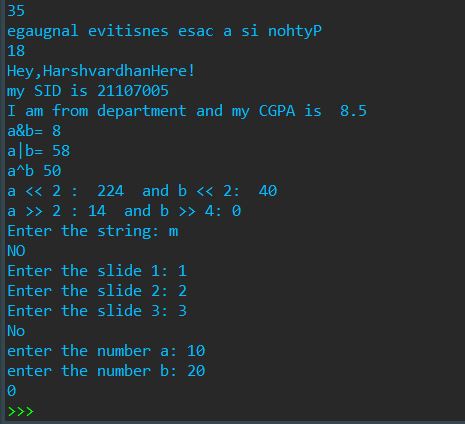 35
egaugnal evitisnes esac a si nohtyP
18
Hey,HarshvardhanHere!
my SID is 21107005
I am from department and my CGPA is  8.5
a&b= 8
a|b= 58
a^b 50
a << 2 :  224  and b << 2:  40
a >> 2 : 14  and b >> 4: 0
Enter the string: m
NO
Enter the slide 1: 1
Enter the slide 2: 2
Enter the slide 3: 3
No
enter the number a: 10
enter the number b: 20
0
>>>